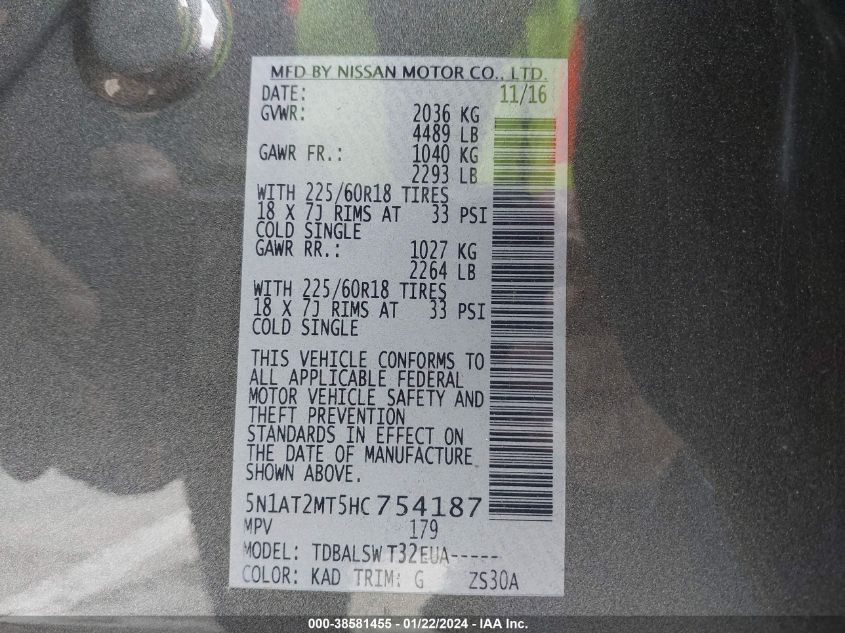 MFD BY NISSAN MOTOR CO., LTD.
DATE: 11/16
GVWR: 2036 KG
4489 LB
GAWR FR.: 1040 KG
2293 LB
WITH 225/60R18 TIRES
18 X 7J RIMS AT 33 PSI
COLD SINGLE
GAWR RR.: 1027 KG
2264 LB
WITH 225/60R18 TIRES
18 X 7J RIMS AT 33 PSI
COLD SINGLE
THIS VEHICLE CONFORMS TO
ALL APPLICABLE FEDERAL
MOTOR VEHICLE SAFETY AND
THEFT PREVENTION
STANDARDS IN EFFECT ON
THE DATE OF MANUFACTURE
SHOWN ABOVE.
5N1AT2MT5HC754187
MPV 179
MODEL: TDBALSW T32EUA-----
COLOR: KAD TRIM: G ZS30A
000-38581455 - 01/22/2024 - IAA Inc.